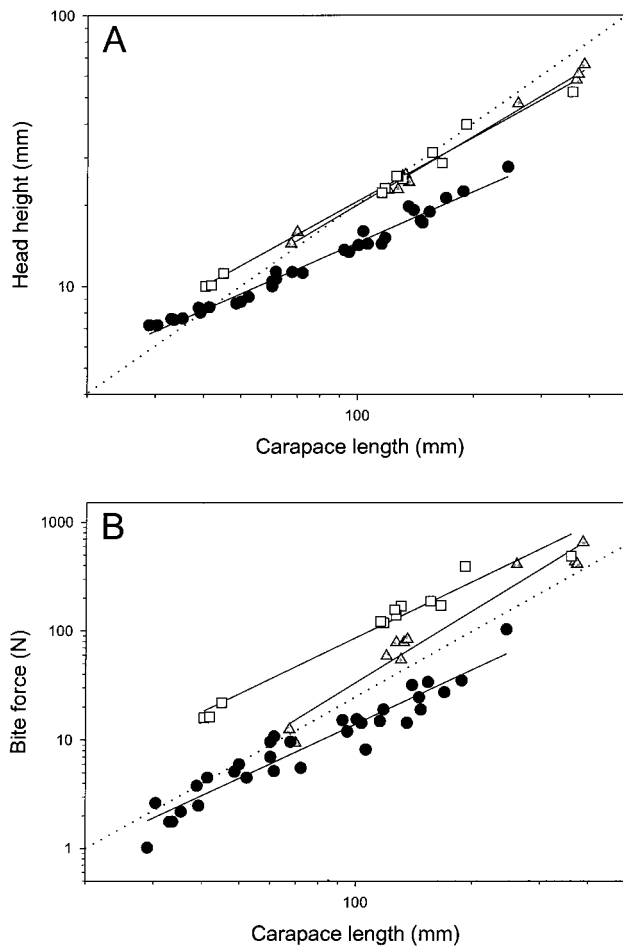 A
100
10
Head height (mm)
100
Carapace length (mm)
B
1000
100
10
1
Bite force (N)
100
Carapace length (mm)